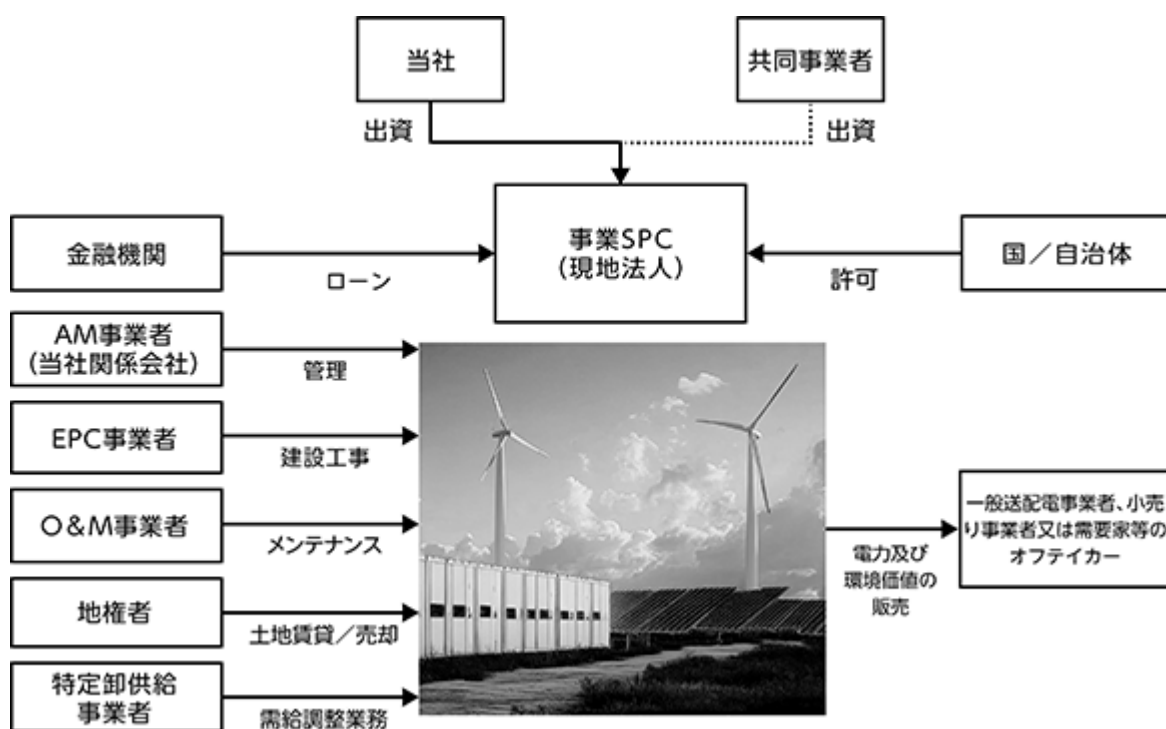 当社
共同事業者
出資
出資
事業SPC
（現地法人）
金融機関
ローン
国／自治体
許可
AM事業者
（当社関係会社）
管理
EPC事業者
建設工事
O＆M事業者
メンテナンス
地権者
土地賃貸／売却
特定卸供給
事業者
需給調整業務
電力及び
環境価値の
販売
一般送配電事業者、小売
り事業者又は需要家等の
オフテイカー